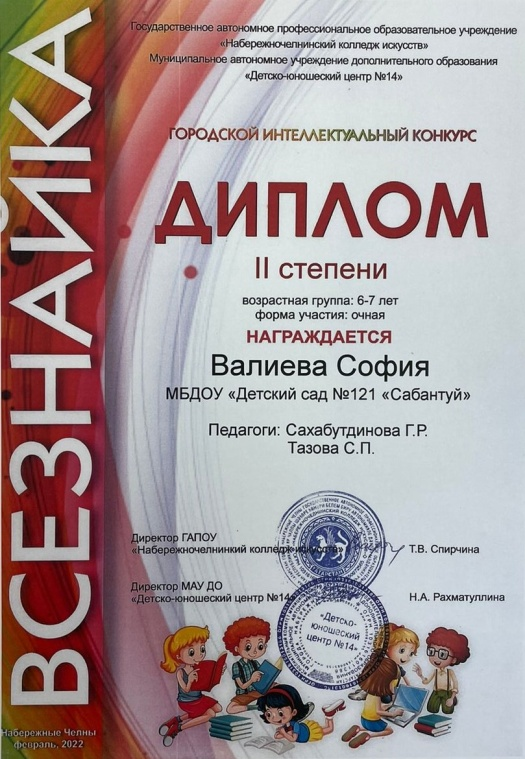 Государственное автономное профессиональное образовательное учреждение
«Набережночелнинский колледж искусств»
Муниципальное автономное учреждение дополнительного образования
«Детско-юношеский центр №14»
ГОРОДСКОЙ ИНТЕЛЛЕКТУАЛЬНЫЙ КОНКУРС
ВСЕЗНАЙКА
ДИПЛОМ
II степени
возрастная группа: 6-7 лет
форма участия: очная
НАГРАЖДАЕТСЯ
Валиева София
МБДОУ «Детский сад №121 «Сабантуй»
Педагоги: Сахабутдинова Г.Р.
Тазова С.П.
Директор ГАПОУ
«Набережночелнинкий колледж искусств» Т.В. Спирчина
Директор МАУ ДО
«Детско-юношеский центр №14» Н.А. Рахматуллина
«Детско-
юношеский
центр №14»
Набережные Челны
февраль, 2022